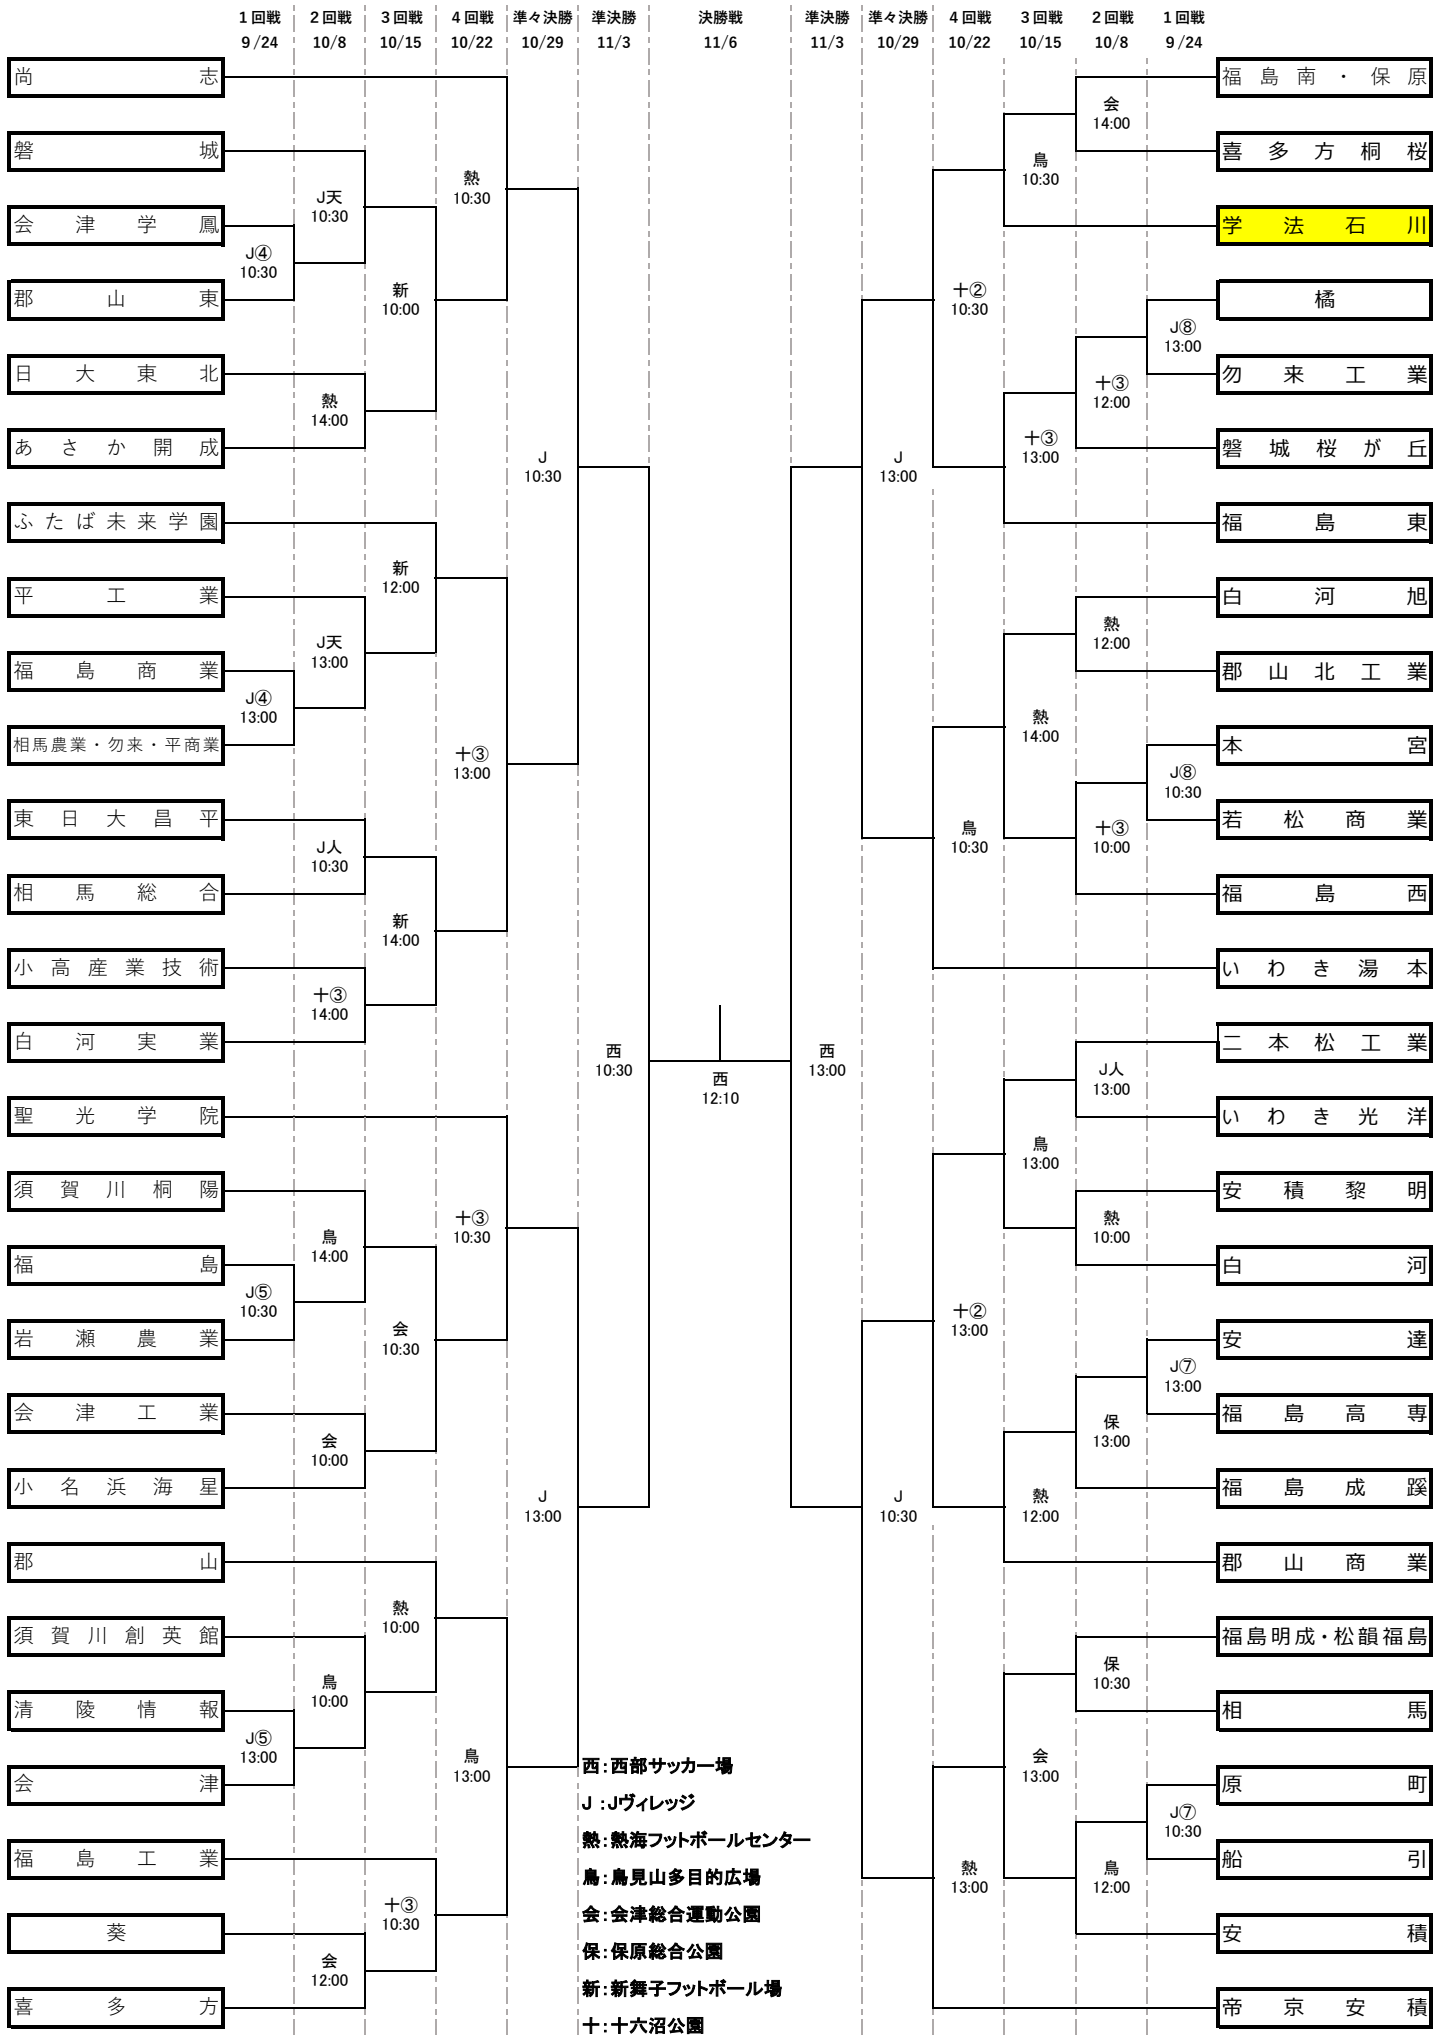 1回戦 2回戦 3回戦 4回戦 準々決勝 準決勝 決勝戦 準決勝 準々決勝 4回戦 3回戦 2回戦 1回戦
9/24 10/8 10/15 10/22 10/29 11/3 11/6 11/3 10/29 10/22 10/15 10/8 9/24
尚志
磐城
会津学鳳
郡山東
日大東北
あさか開成
ふたば未来学園
平工業
福島商業
相馬農業・勿来・平商業
東日大昌平
相馬総合
小高産業技術
白河実業
聖光学院
須賀川桐陽
福島
岩瀬農業
会津工業
小名浜海星
郡山
須賀川創英館
清陵情報
会津
福島工業
葵
喜多方
J④
10:30
J④
13:00
J⑤
10:30
J⑤
13:00
J天
10:30
熱
14:00
J天
13:00
J人
10:30
十③
14:00
鳥
14:00
会
10:00
鳥
10:00
会
12:00
新
10:00
新
12:00
新
14:00
会
10:30
熱
10:00
十③
10:30
熱
10:30
十③
13:00
十③
10:30
鳥
13:00
J
10:30
J
13:00
西
10:30
西
12:10
西
13:00
J
13:00
J
10:30
十②
10:30
鳥
10:30
十②
13:00
熱
13:00
鳥
10:30
十③
13:00
熱
14:00
鳥
13:00
熱
12:00
会
13:00
会
14:00
十③
12:00
熱
12:00
十③
10:00
J人
13:00
熱
10:00
保
13:00
保
10:30
鳥
12:00
J⑧
13:00
J⑧
10:30
J⑦
13:00
J⑦
10:30
福島南・保原
喜多方桐桜
学法石川
橘
勿来工業
磐城桜が丘
福島東
白河旭
郡山北工業
本宮
若松商業
福島西
いわき湯本
二本松工業
いわき光洋
安積黎明
白河
安達
福島高専
福島成蹊
郡山商業
福島明成・松韻福島
相馬
原町
船引
安積
帝京安積
西：西部サッカー場
J：Jヴィレッジ
熱：熱海フットボールセンター
鳥：鳥見山多目的広場
会：会津総合運動公園
保：保原総合公園
新：新舞子フットボール場
十：十六沼公園